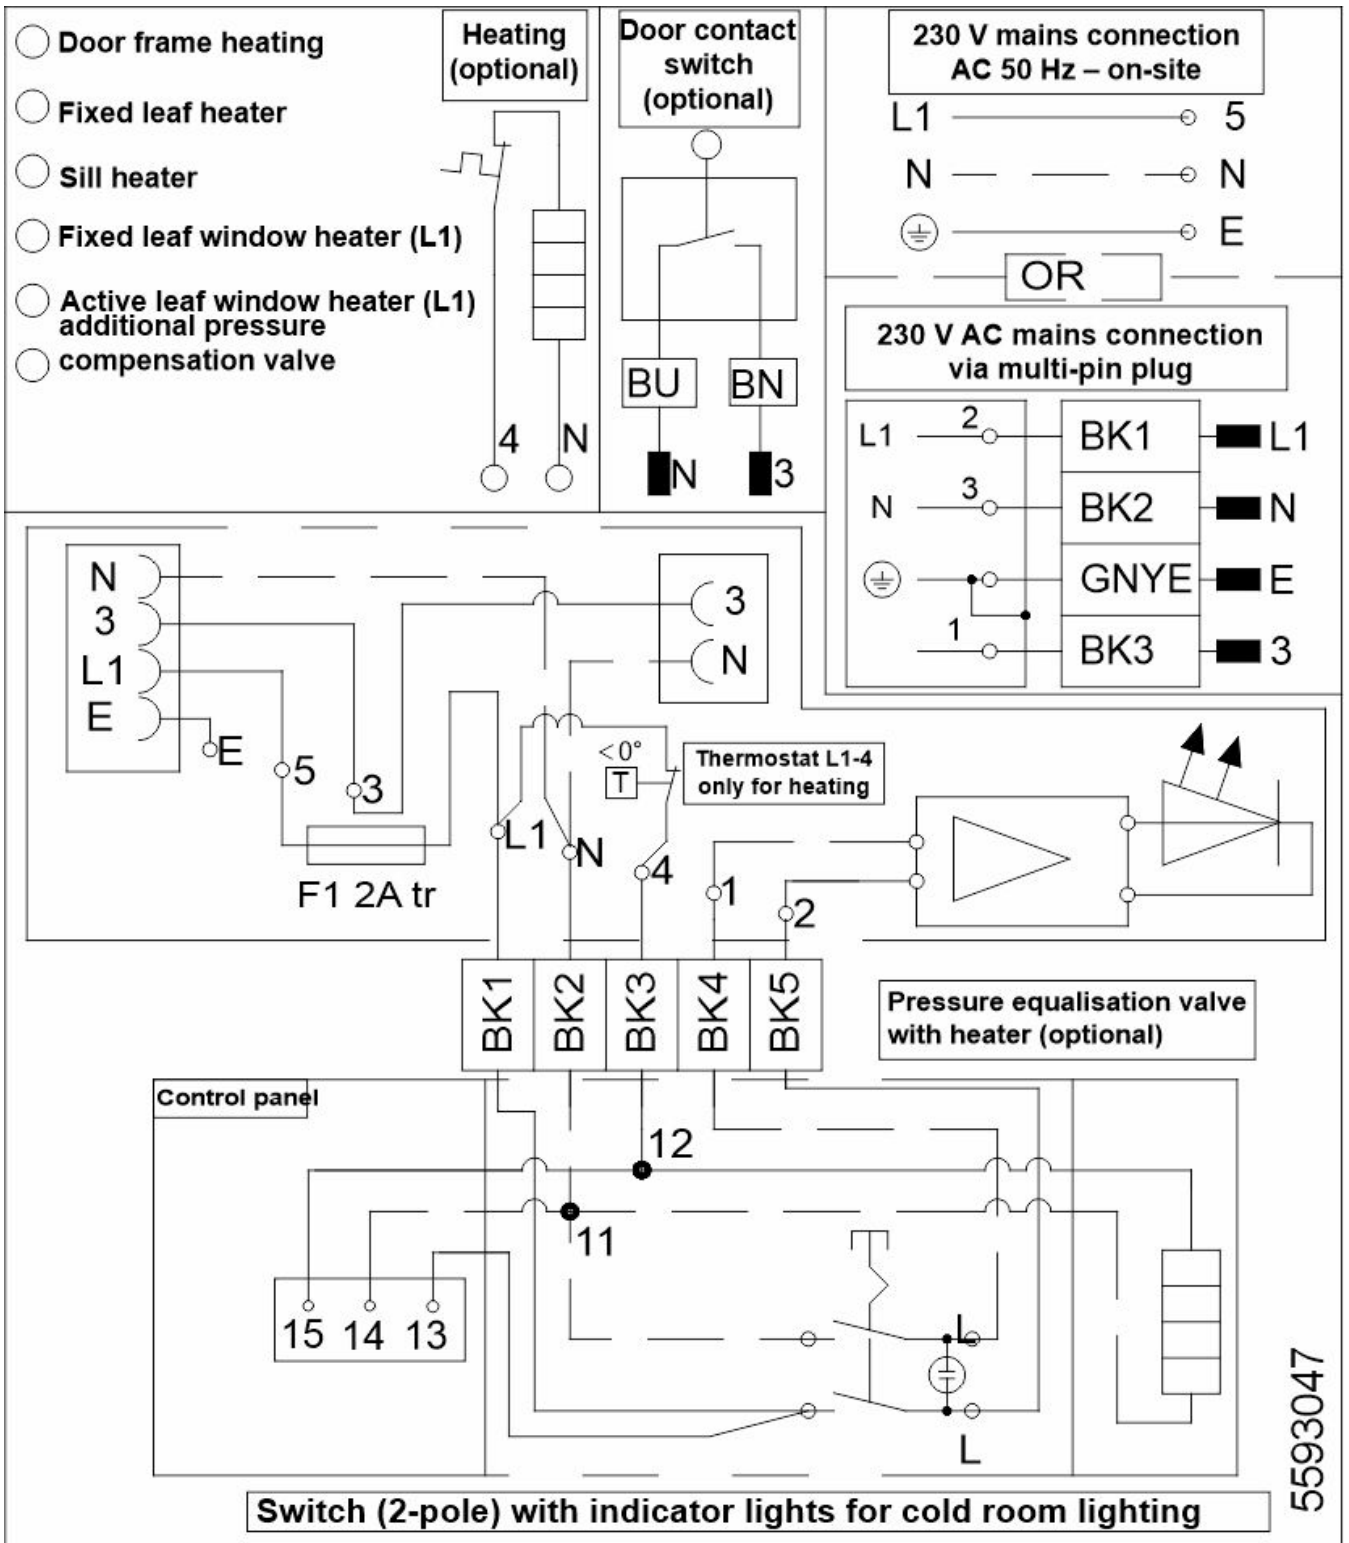 Door frame heating
Fixed leaf heater
Sill heater
Fixed leaf window heater (L1)
Active leaf window heater (L1)
additional pressure
compensation valve
Heating
(optional)
4 N
Door contact
switch
(optional)
BU BN
N 3
230 V mains connection
AC 50 Hz – on-site
L1 5
N N
E
OR
230 V AC mains connection
via multi-pin plug
L1 2 BK1 L1
N 3 BK2 N
GNYE E
1 BK3 3
N
3
L1
E
E
5
3
F1 2A tr
3
N
<0°
T
Thermostat L1-4
only for heating
L1
N
4
1
2
BK1 BK2 BK3 BK4 BK5
Pressure equalisation valve
with heater (optional)
Control panel
12
11
15 14 13
L
L
5593047
Switch (2-pole) with indicator lights for cold room lighting